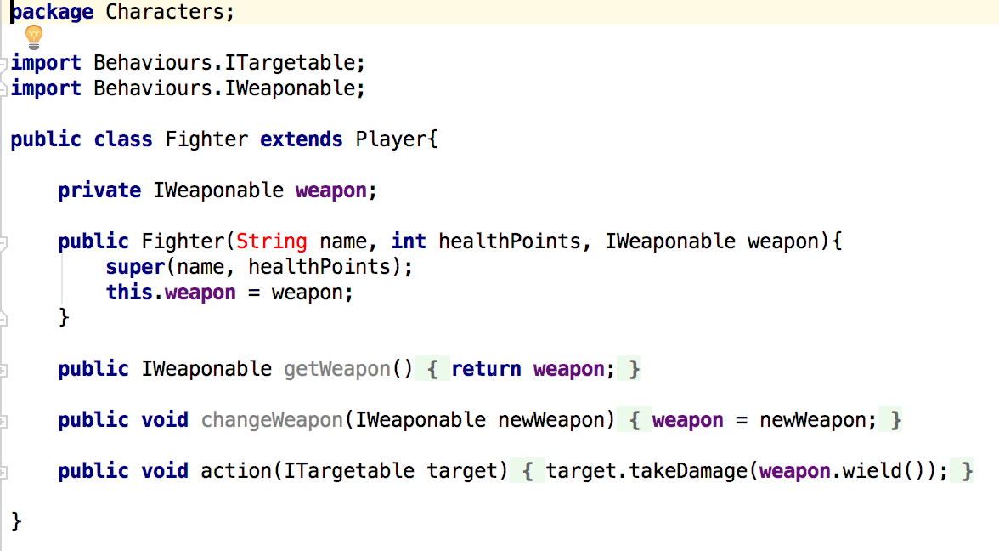 package Characters;
import Behaviours.ITargetable;
import Behaviours.IWeaponable;
public class Fighter extends Player{
private IWeaponable weapon;
public Fighter(String name, int healthPoints, IWeaponable weapon){
super(name, healthPoints);
this.weapon = weapon;
}
public IWeaponable getWeapon() { return weapon; }
public void changeWeapon(IWeaponable newWeapon) { weapon = newWeapon; }
public void action(ITargetable target) { target.takeDamage(weapon.wield()); }
}